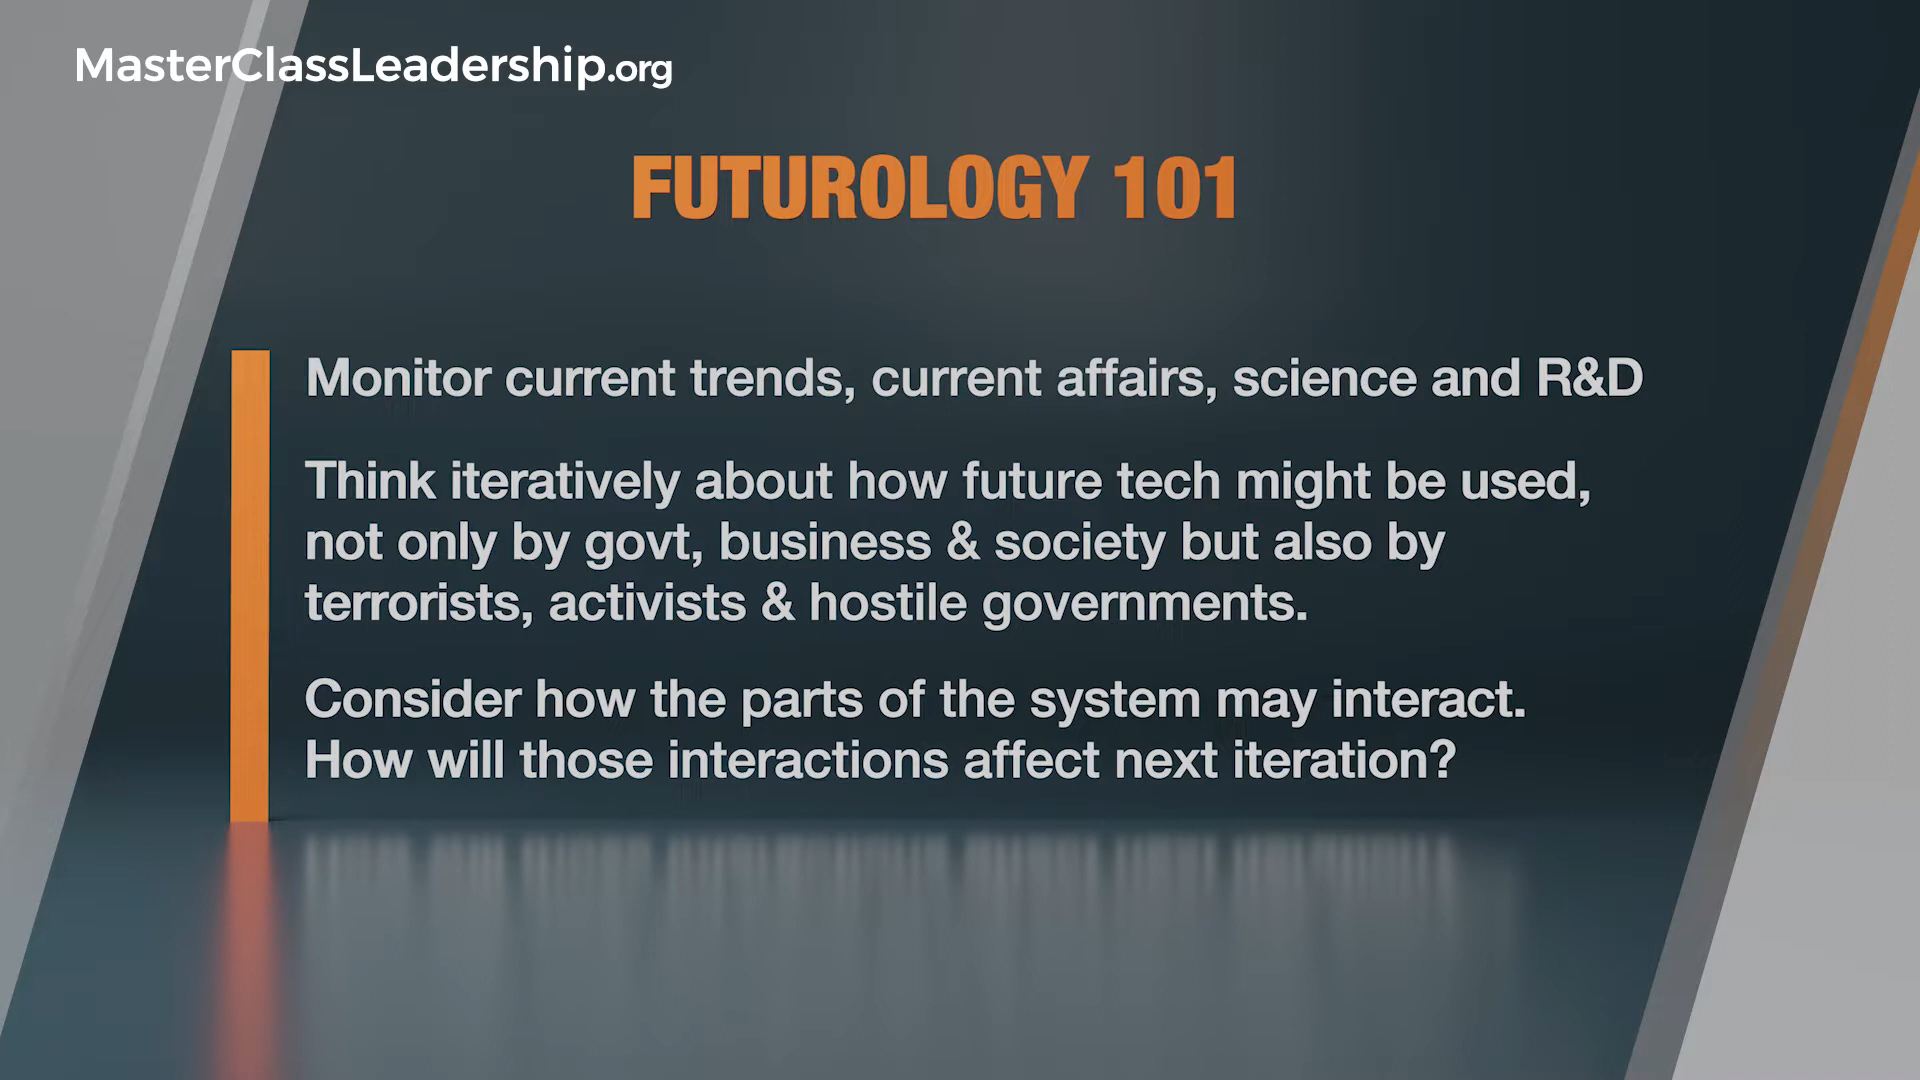 MasterClassLeadership.org
FUTUROLOGY 101
Monitor current trends, current affairs, science and R&D
Think iteratively about how future tech might be used,
not only by govt, business & society but also by
terrorists, activists & hostile governments.
Consider how the parts of the system may interact.
How will those interactions affect next iteration?